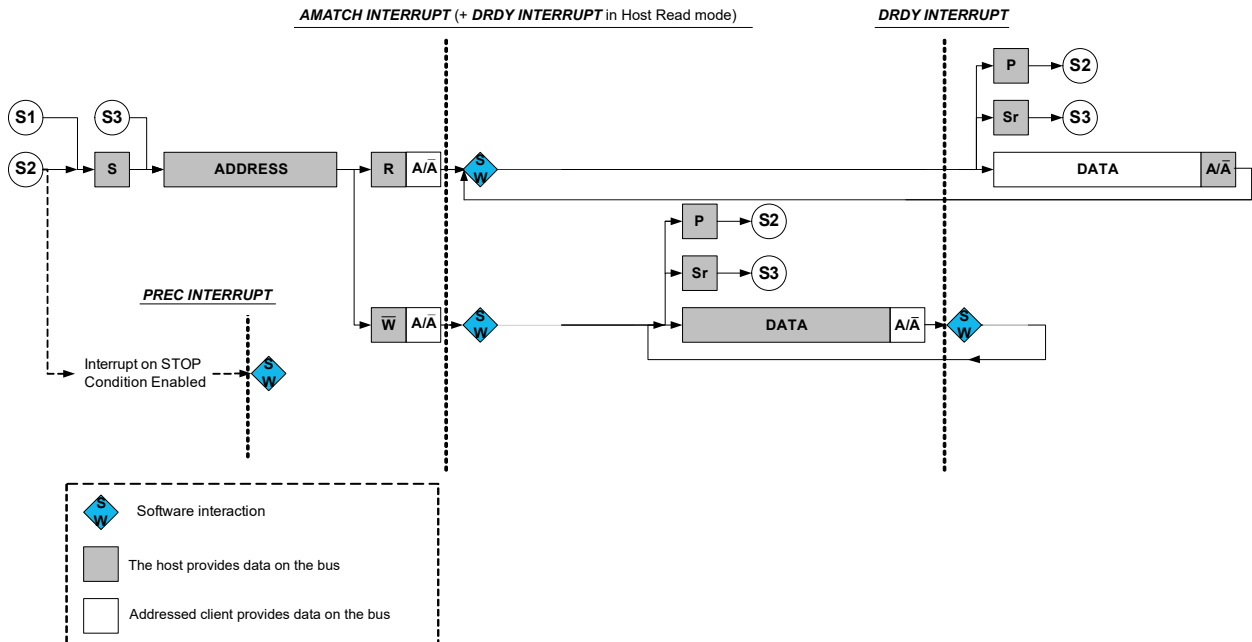 AMATCH INTERRUPT (+ DRDY INTERRUPT in Host Read mode)
DRDY INTERRUPT
P
S2
S1
S3
Sr
S3
S2
S
ADDRESS
R
A/A̅
S
W
DATA
A/A̅
P
S2
Sr
S3
PREC INTERRUPT
W̅
A/A̅
S
W
DATA
A/A̅
S
W
Interrupt on STOP
Condition Enabled
S
W
S
W
Software interaction
The host provides data on the bus
Addressed client provides data on the bus